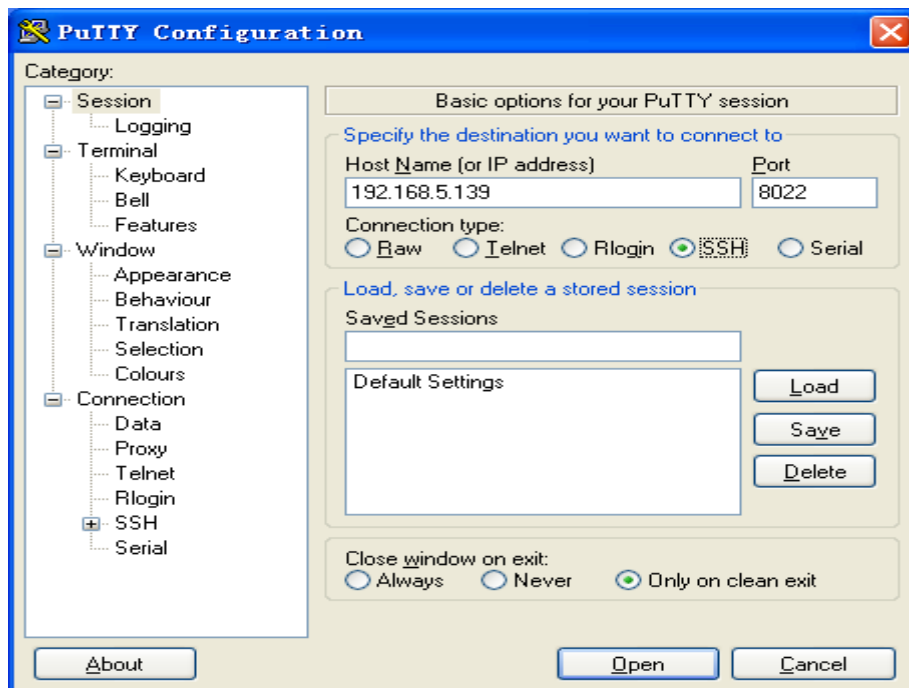 PuTTY Configuration
Category:
Session
Logging
Terminal
Keyboard
Bell
Features
Window
Appearance
Behaviour
Translation
Selection
Colours
Connection
Data
Proxy
Telnet
Rlogin
SSH
Serial
Basic options for your PuTTY session
Specify the destination you want to connect to
Host Name (or IP address) Port
192.168.5.139 8022
Connection type:
Raw Telnet Rlogin SSH Serial
Load, save or delete a stored session
Saved Sessions
Default Settings
Load
Save
Delete
Close window on exit:
Always Never Only on clean exit
About Open Cancel